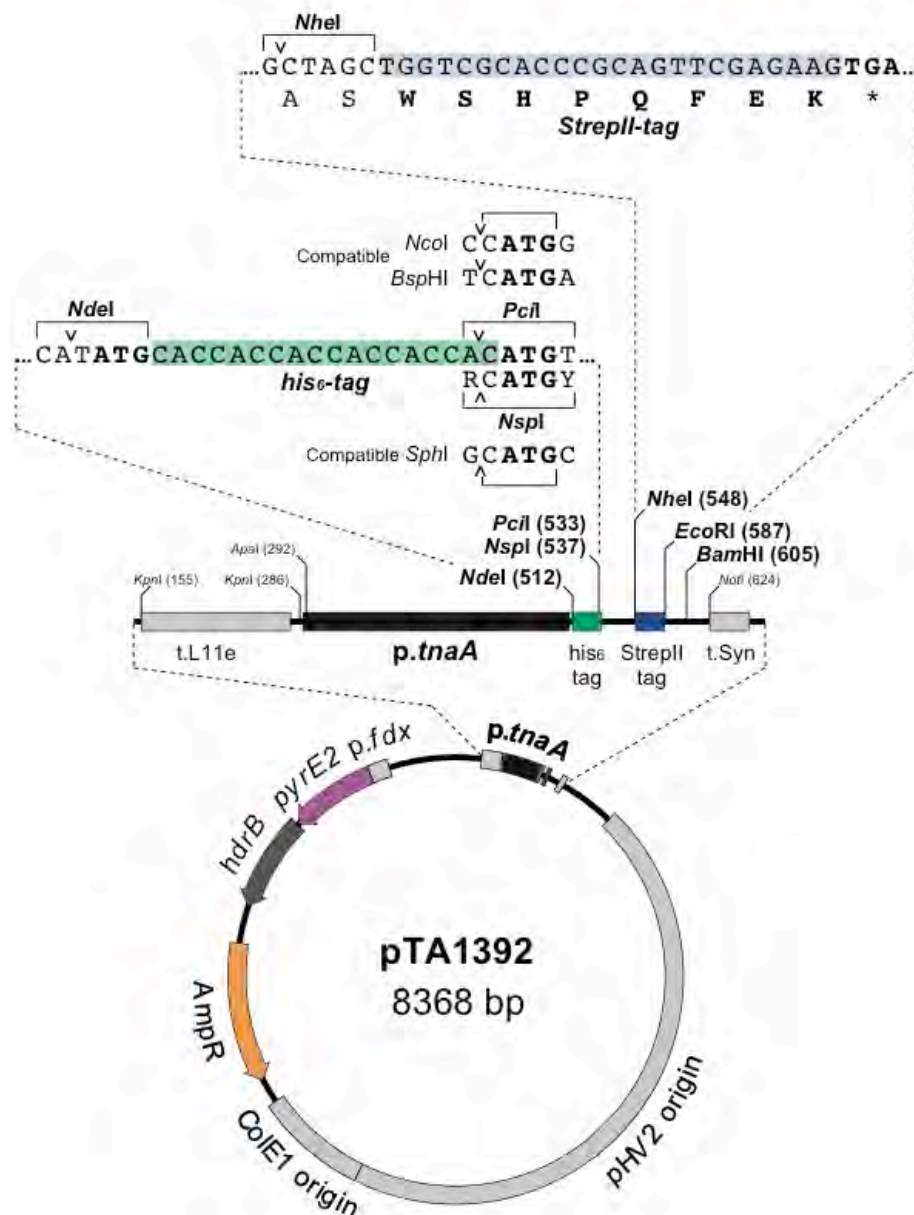 NheI
...GCTAGCTGGTCGCACCCGCAGTTCGAGAAGTGA...
A S W S H P Q F E K *
StrepII-tag
NcoI CCATGG
Compatible
BspHI TCATGA
NdeI PciI
...CATATGCACCACCACCACCACCACATGT...
his6-tag RCATGY
NspI
Compatible SphI GCATGC
NheI (548)
PciI (533)
EcoRI (587)
NspI (537)
ApaI (292)
BamHI (605)
KpnI (155) KpnI (286) NdeI (512) NotI (624)
t.L11e p.tnaA his6 tag StrepII tag t.Syn
p.tnaA
p.fdx
pyrE2
hdrB
pTA1392
8368 bp
AmpR
ColE1 origin
pHV2 origin